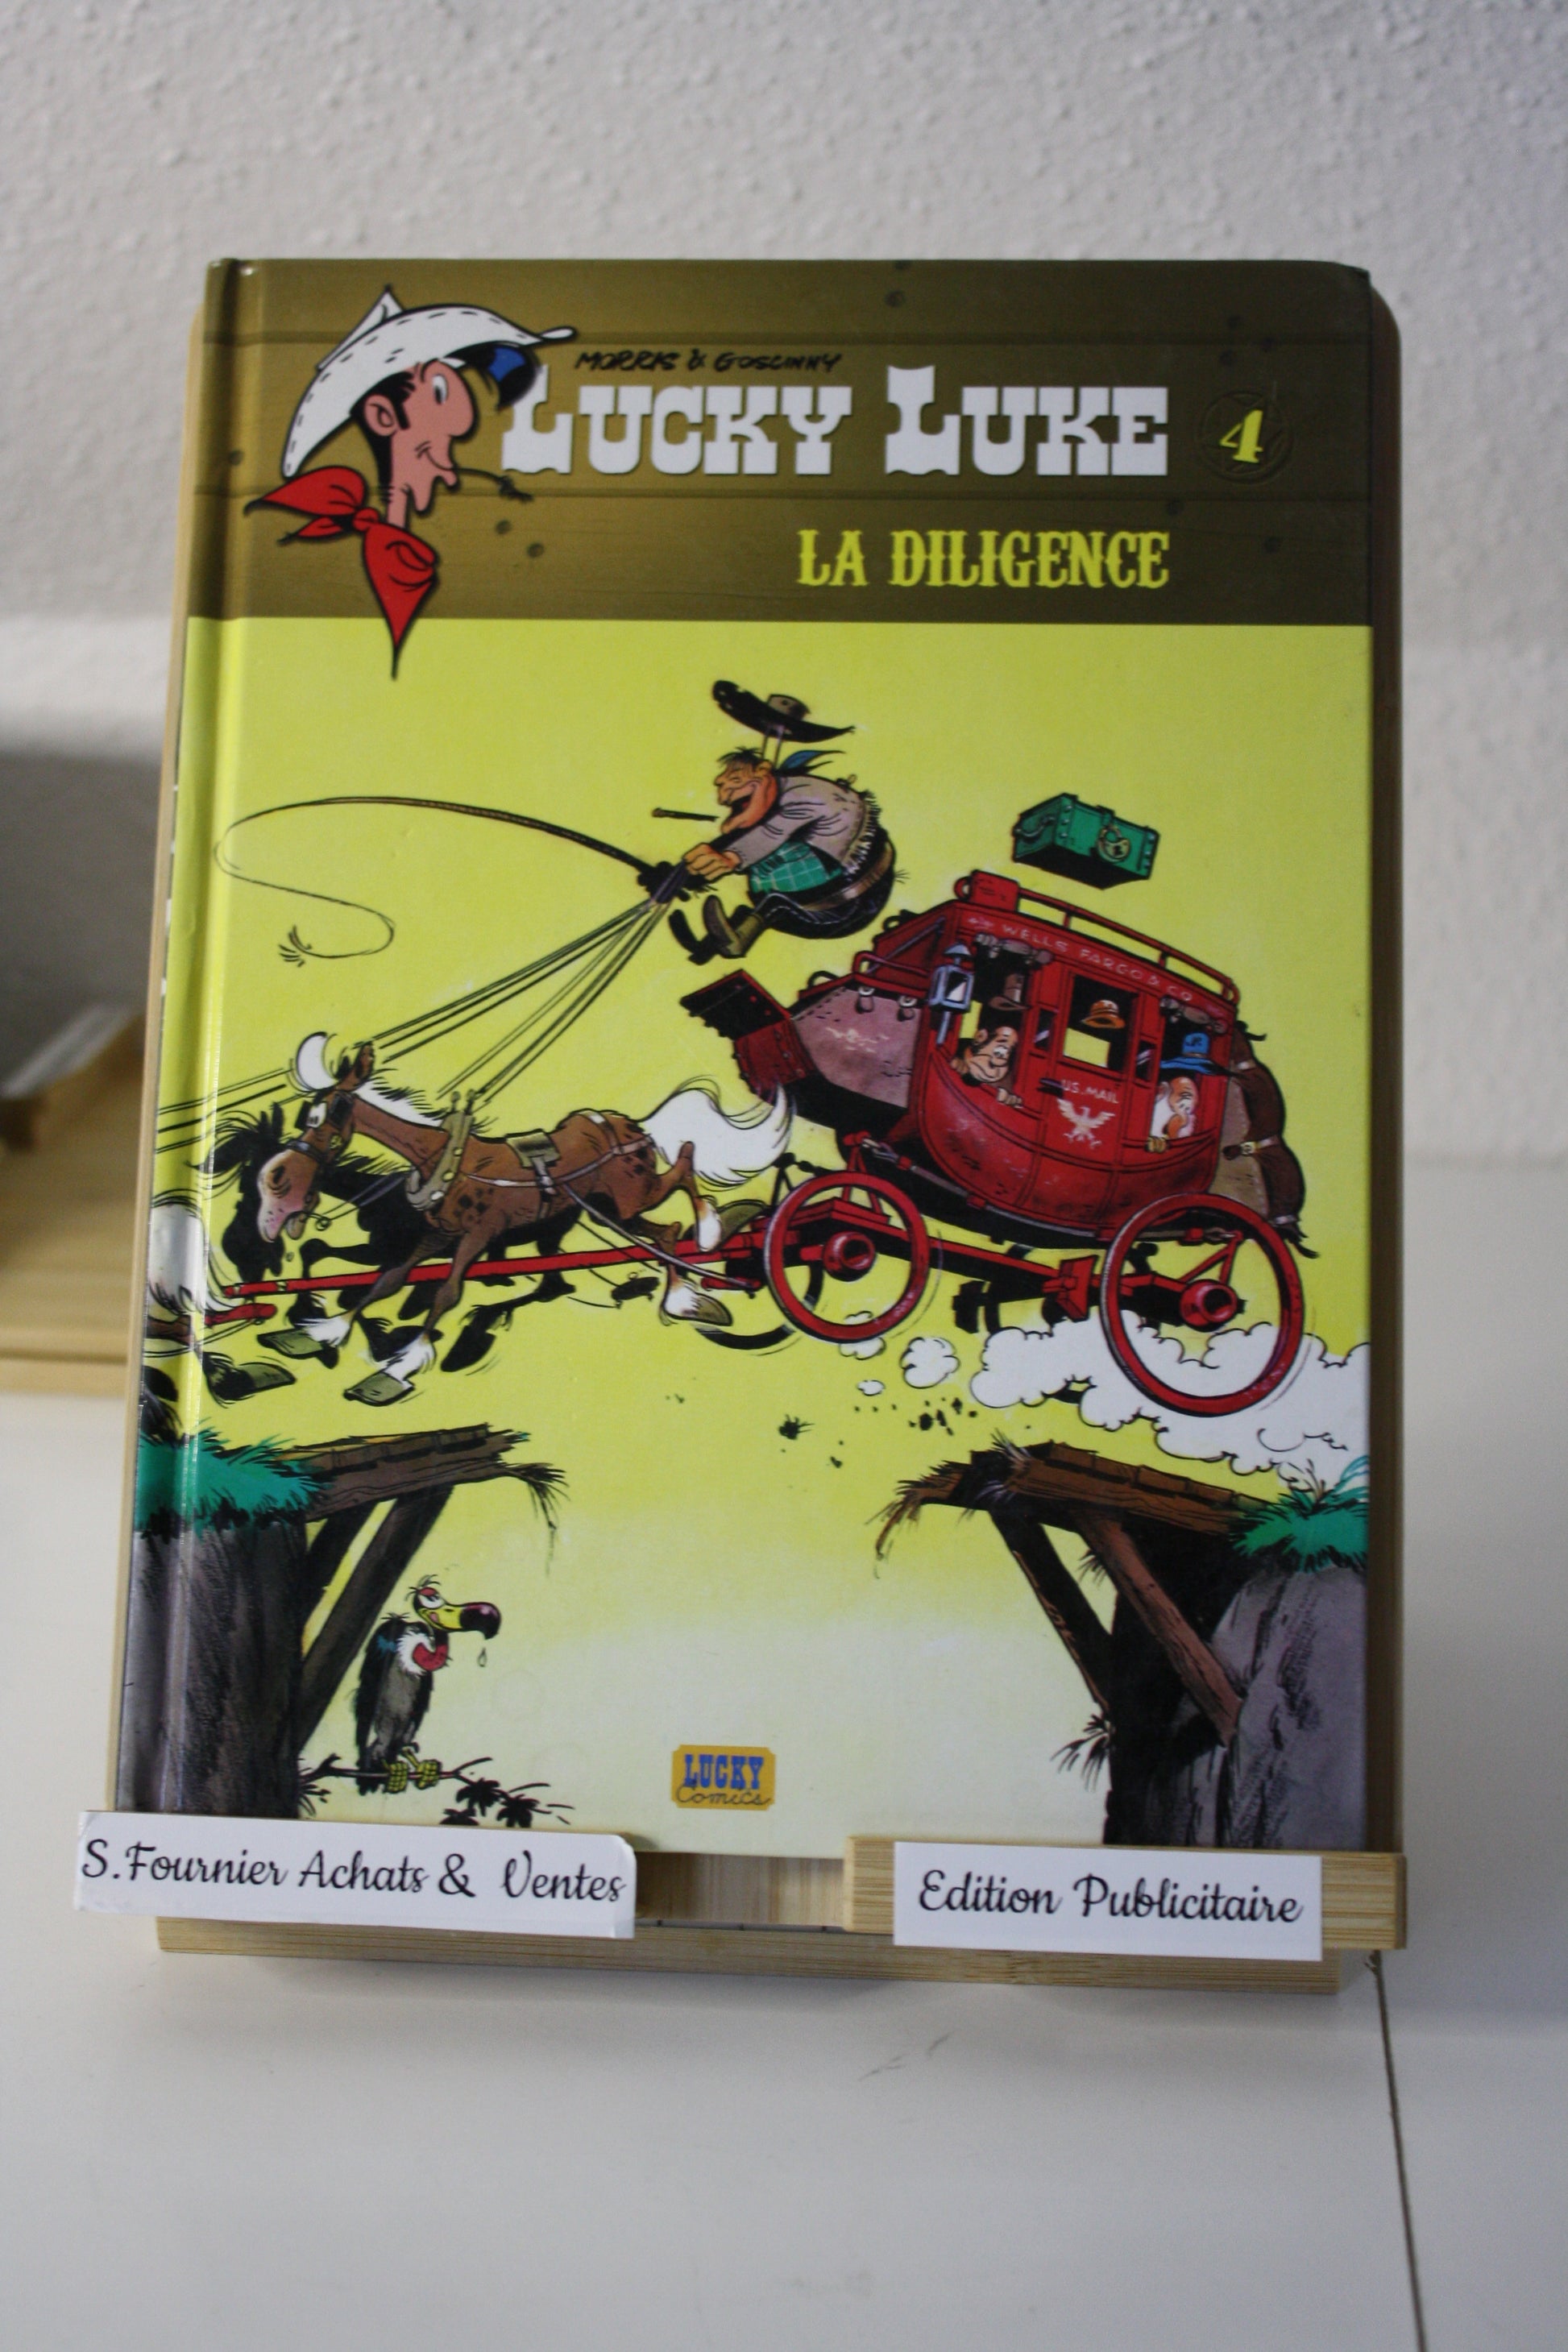 MORRIS & GOSCINNY
LUCKY LUKE 4
LA DILIGENCE
WELLS FARGO & CO
U.S. MAIL
LUCKY
Comics
S.Fournier Achats & Ventes
Edition Publicitaire